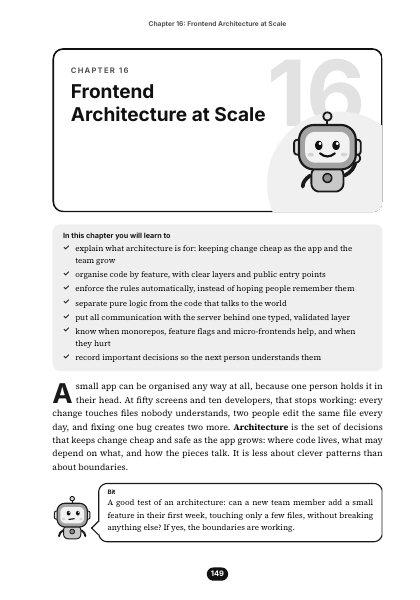 Chapter 16: Frontend Architecture at Scale
CHAPTER 16
16
Frontend
Architecture at Scale
In this chapter you will learn to
explain what architecture is for: keeping change cheap as the app and the
team grow
organise code by feature, with clear layers and public entry points
enforce the rules automatically, instead of hoping people remember them
separate pure logic from the code that talks to the world
put all communication with the server behind one typed, validated layer
know when monorepos, feature flags and micro-frontends help, and when
they hurt
record important decisions so the next person understands them
A small app can be organised any way at all, because one person holds it in
their head. At fifty screens and ten developers, that stops working: every
change touches files nobody understands, two people edit the same file every
day, and fixing one bug creates two more. Architecture is the set of decisions
that keeps change cheap and safe as the app grows: where code lives, what may
depend on what, and how the pieces talk. It is less about clever patterns than
about boundaries.
Bit
A good test of an architecture: can a new team member add a small
feature in their first week, touching only a few files, without breaking
anything else? If yes, the boundaries are working.
149